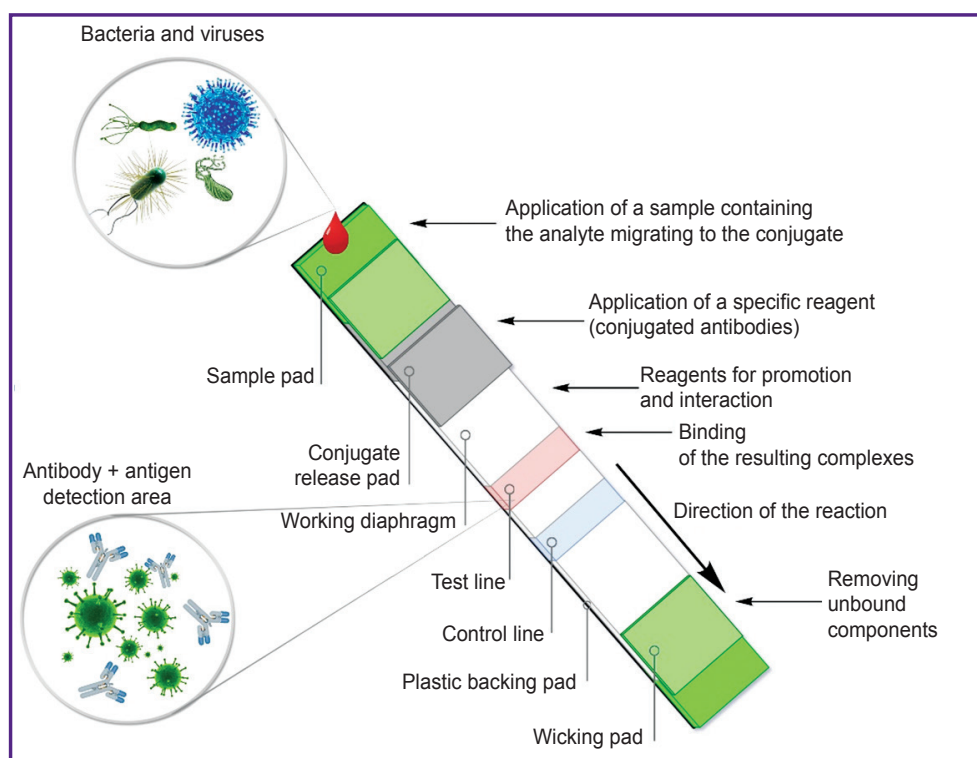 Bacteria and viruses
Application of a sample containing
the analyte migrating to the conjugate
Application of a specific reagent
(conjugated antibodies)
Sample pad
Reagents for promotion
and interaction
Conjugate
release pad
Binding
of the resulting complexes
Antibody + antigen
detection area
Working diaphragm
Direction of the reaction
Test line
Control line
Removing
unbound
components
Plastic backing pad
Wicking pad